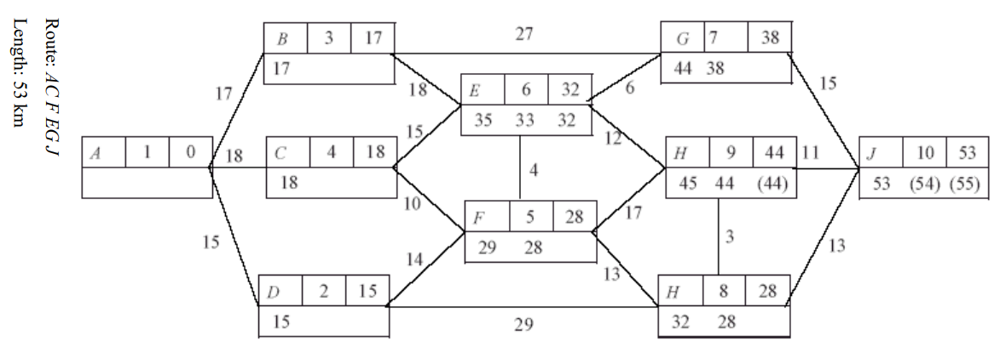 Route: AC F EG J
Length: 53 km
B 3 17
17
27
G 7 38
44 38
17
18
E 6 32
35 33 32
6
15
A 1 0
18
C 4 18
18
15
12
H 9 44
45 44 (44)
11
J 10 53
53 (54) (55)
4
10
F 5 28
29 28
17
15
14
13
3
13
D 2 15
15
29
H 8 28
32 28